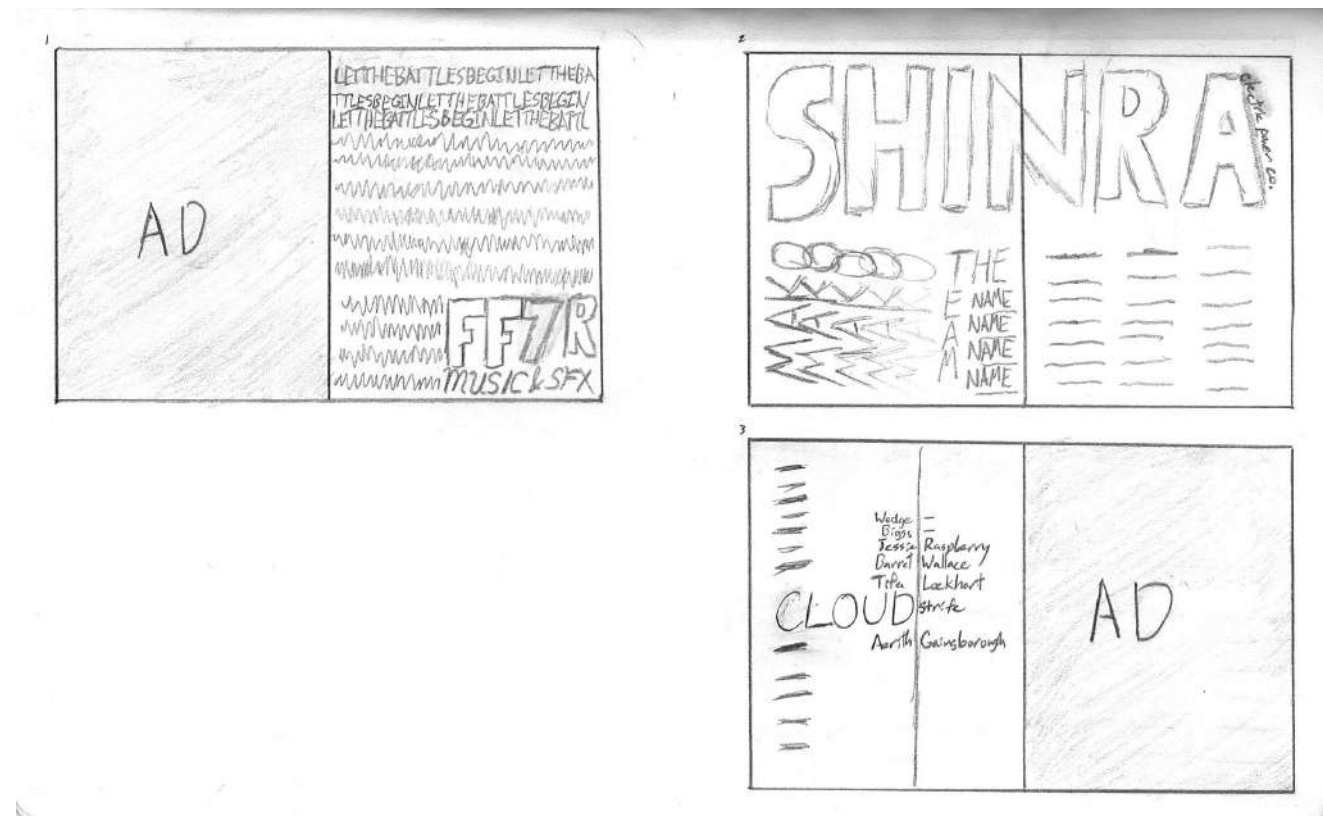 1
AD
LETTHEBATTLESBEGINLETTHEBA
TTLESBEGINLETTHEBATTLESBEGIN
LETTHEBATTLESBEGINLETTHEBATTL
FF7R
MUSIC & SFX
2
SHINRA
electric power co.
THE
TEAM
NAME
NAME
NAME
NAME
3
Wedge –
Biggs –
Jessie Raspberry
Barret Wallace
Tifa Lockhart
CLOUD Strife
Aerith Gainsborough
AD